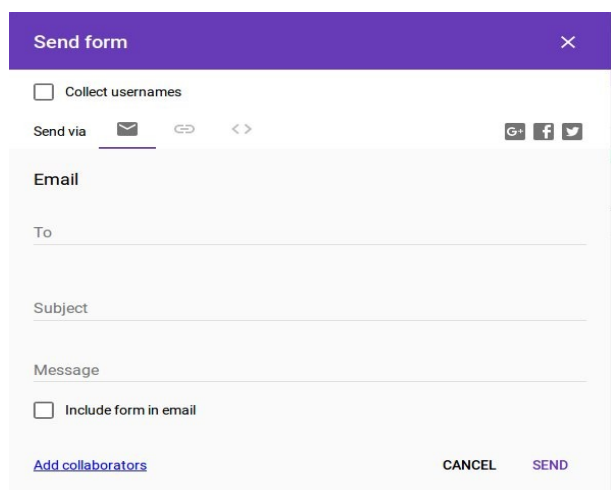 Send form
Collect usernames
Send via
G+
Email
To
Subject
Message
Include form in email
Add collaborators CANCEL SEND